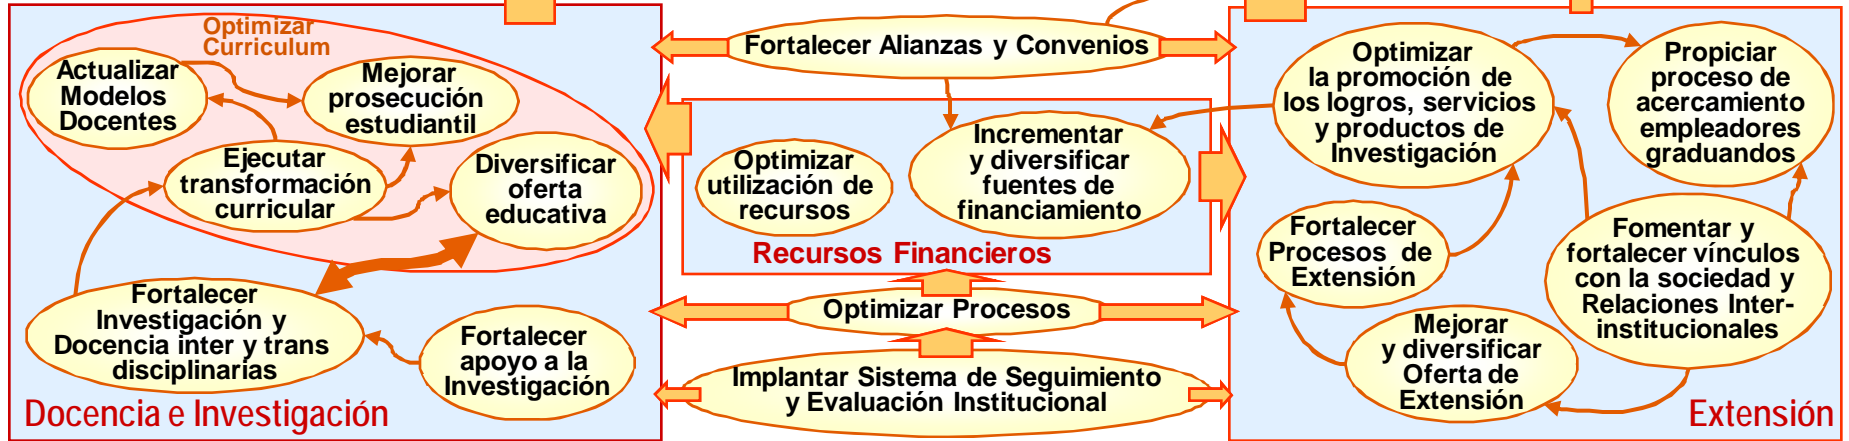 Optimizar
Curriculum
Actualizar
Modelos
Docentes
Mejorar
prosecución
estudiantil
Ejecutar
transformación
curricular
Diversificar
oferta
educativa
Fortalecer
Investigación y
Docencia inter y trans
disciplinarias
Fortalecer
apoyo a la
Investigación
Docencia e Investigación
Fortalecer Alianzas y Convenios
Optimizar
utilización de
recursos
Incrementar
y diversificar
fuentes de
financiamiento
Recursos Financieros
Optimizar Procesos
Implantar Sistema de Seguimiento
y Evaluación Institucional
Optimizar
la promoción de
los logros, servicios
y productos de
Investigación
Propiciar
proceso de
acercamiento
empleadores
graduandos
Fortalecer
Procesos de
Extensión
Fomentar y
fortalecer vínculos
con la sociedad y
Relaciones Inter-
institucionales
Mejorar
y diversificar
Oferta de
Extensión
Extensión